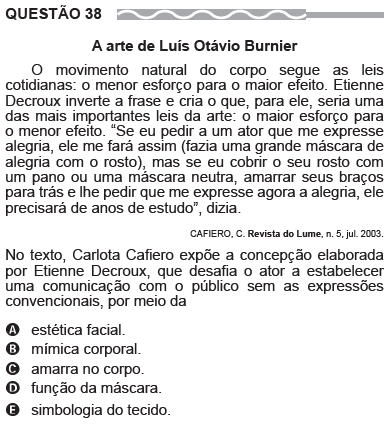 QUESTÃO 38
A arte de Luís Otávio Burnier
O movimento natural do corpo segue as leis
cotidianas: o menor esforço para o maior efeito. Etienne
Decroux inverte a frase e cria o que, para ele, seria uma
das mais importantes leis da arte: o maior esforço para
o menor efeito. “Se eu pedir a um ator que me expresse
alegria, ele me fará assim (fazia uma grande máscara de
alegria com o rosto), mas se eu cobrir o seu rosto com
um pano ou uma máscara neutra, amarrar seus braços
para trás e lhe pedir que me expresse agora a alegria, ele
precisará de anos de estudo”, dizia.
CAFIERO, C. Revista do Lume, n. 5, jul. 2003.
No texto, Carlota Cafiero expõe a concepção elaborada
por Etienne Decroux, que desafia o ator a estabelecer
uma comunicação com o público sem as expressões
convencionais, por meio da
A estética facial.
B mímica corporal.
C amarra no corpo.
D função da máscara.
E simbologia do tecido.